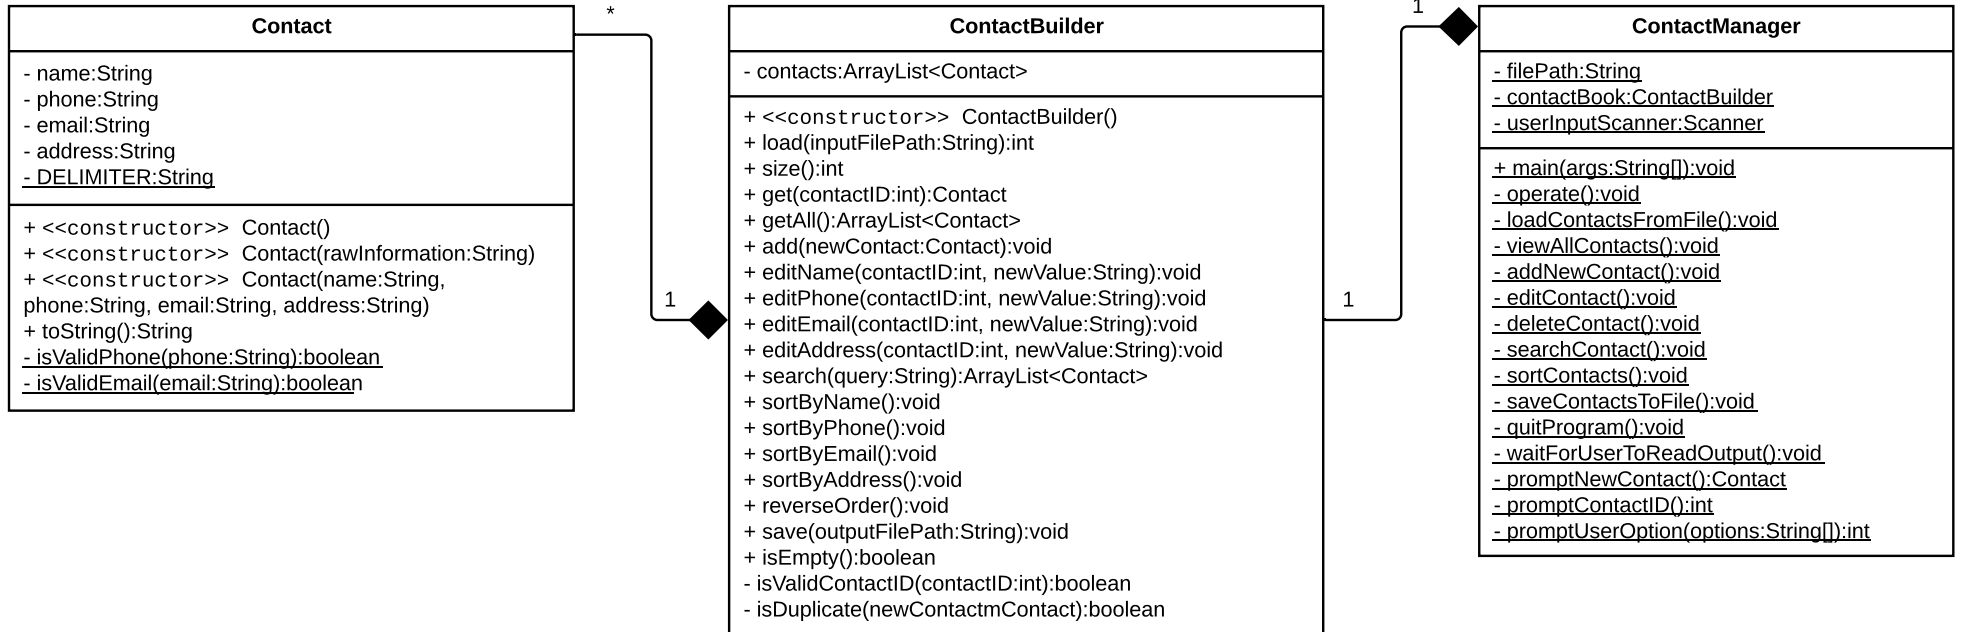 Contact
- name:String
- phone:String
- email:String
- address:String
- DELIMITER:String
+ <<constructor>> Contact()
+ <<constructor>> Contact(rawInformation:String)
+ <<constructor>> Contact(name:String,
phone:String, email:String, address:String)
+ toString():String
- isValidPhone(phone:String):boolean
- isValidEmail(email:String):boolean
*
1
ContactBuilder
- contacts:ArrayList<Contact>
+ <<constructor>> ContactBuilder()
+ load(inputFilePath:String):int
+ size():int
+ get(contactID:int):Contact
+ getAll():ArrayList<Contact>
+ add(newContact:Contact):void
+ editName(contactID:int, newValue:String):void
+ editPhone(contactID:int, newValue:String):void
+ editEmail(contactID:int, newValue:String):void
+ editAddress(contactID:int, newValue:String):void
+ search(query:String):ArrayList<Contact>
+ sortByName():void
+ sortByPhone():void
+ sortByEmail():void
+ sortByAddress():void
+ reverseOrder():void
+ save(outputFilePath:String):void
+ isEmpty():boolean
- isValidContactID(contactID:int):boolean
- isDuplicate(newContactmContact):boolean
1
1
ContactManager
- filePath:String
- contactBook:ContactBuilder
- userInputScanner:Scanner
+ main(args:String[]):void
- operate():void
- loadContactsFromFile():void
- viewAllContacts():void
- addNewContact():void
- editContact():void
- deleteContact():void
- searchContact():void
- sortContacts():void
- saveContactsToFile():void
- quitProgram():void
- waitForUserToReadOutput():void
- promptNewContact():Contact
- promptContactID():int
- promptUserOption(options:String[]):int